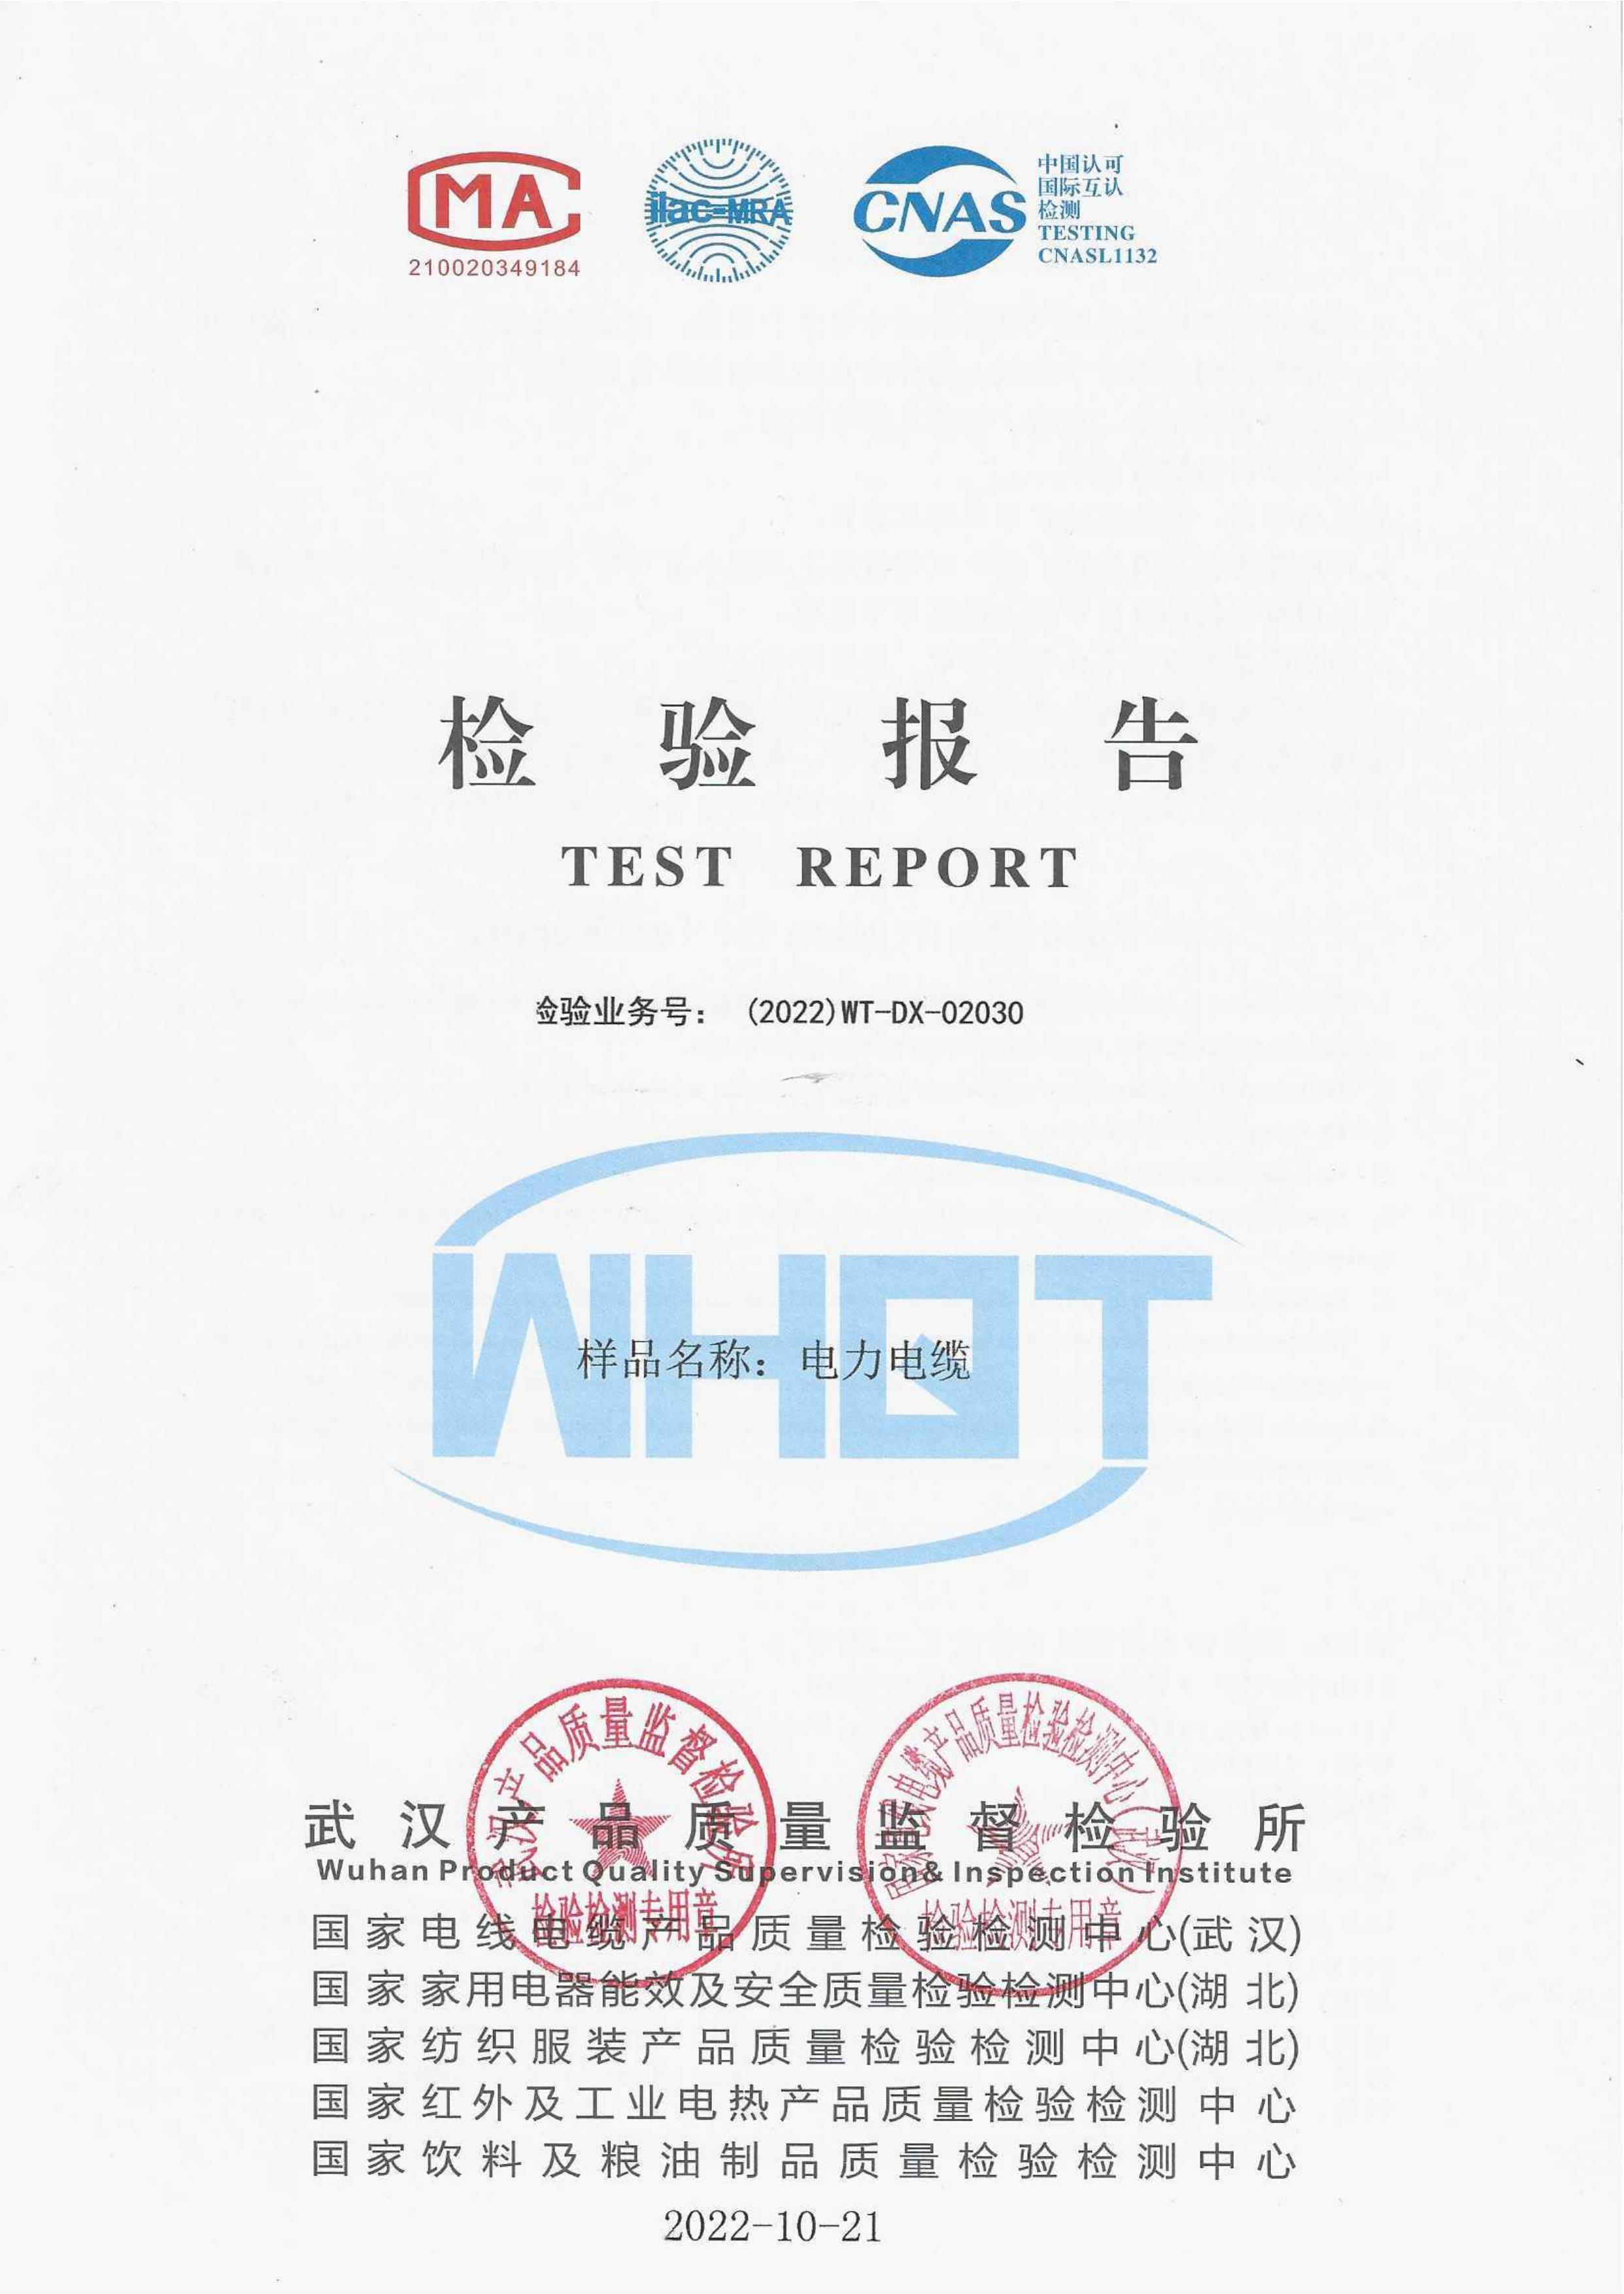 MA
210020349184
ilac-MRA
CNAS
中国认可
国际互认
检测
TESTING
CNASL1132
检验报告
TEST REPORT
检验业务号： (2022)WT-DX-02030
WHQT
样品名称：电力电缆
武汉产品质量监督检验所
检验检测专用章
国家电线电缆产品质量检验检测中心(武汉)
检验检测专用章
武汉产品质量监督检验所
Wuhan Product Quality Supervision& Inspection Institute
国家电线电缆产品质量检验检测中心(武汉)
国家家用电器能效及安全质量检验检测中心(湖北)
国家纺织服装产品质量检验检测中心(湖北)
国家红外及工业电热产品质量检验检测中心
国家饮料及粮油制品质量检验检测中心
2022-10-21